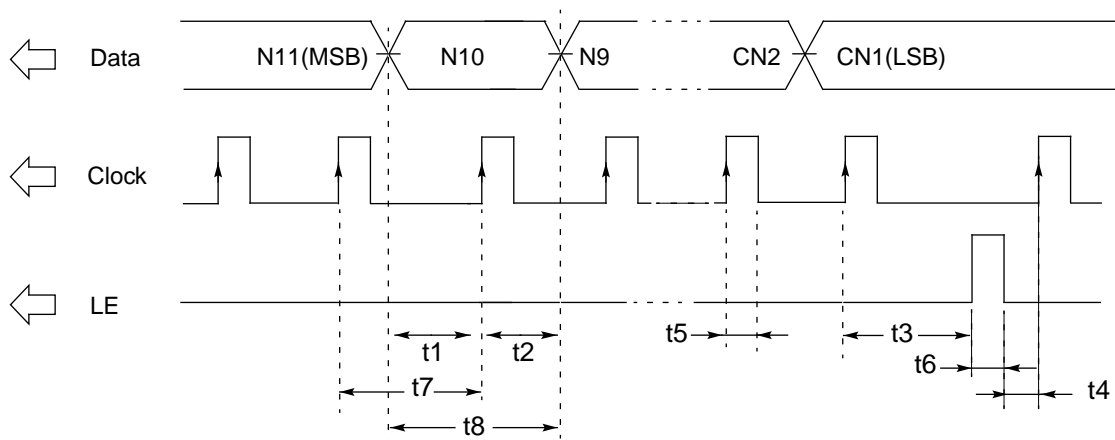 Data N11(MSB) N10 N9 CN2 CN1(LSB)
Clock
LE
t1 t2 t5 t3
t6
t7 t4
t8